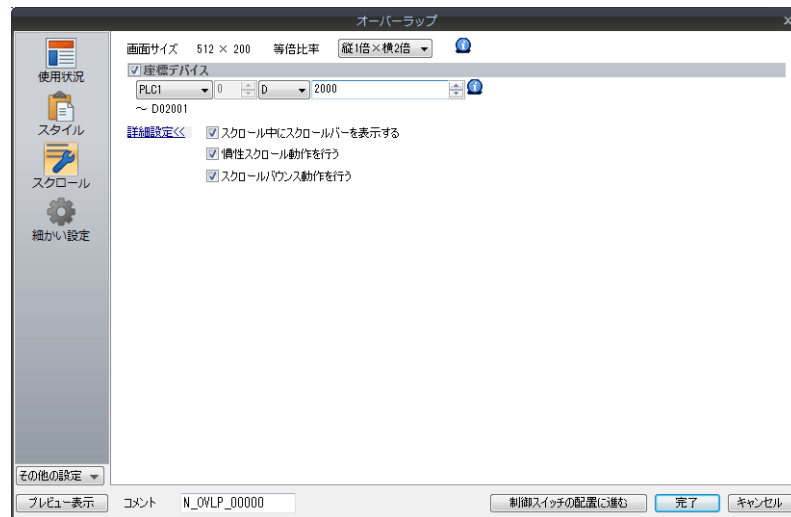 オーバーラップ
使用状況
スタイル
スクロール
細かい設定
その他の設定
プレビュー表示
画面サイズ 512 × 200 等倍比率 縦1倍×横2倍
座標デバイス
PLC1 0 D 2000
～ D02001
詳細設定<< スクロール中にスクロールバーを表示する
慣性スクロール動作を行う
スクロールバウンス動作を行う
コメント N_OVLP_00000 制御スイッチの配置に進む 完了 キャンセル